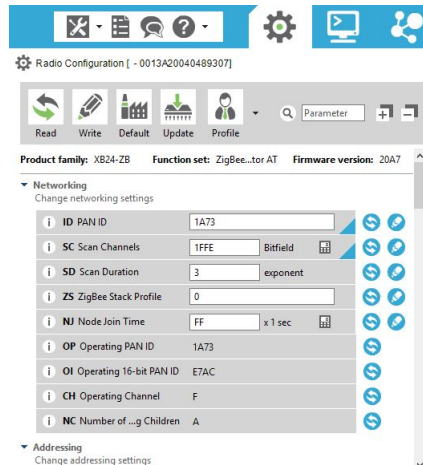 Radio Configuration [ - 0013A20040489307]
Read Write Default Update Profile Parameter
Product family: XB24-ZB Function set: ZigBee...tor AT Firmware version: 20A7
Networking
Change networking settings
i ID PAN ID 1A73
i SC Scan Channels 1FFE Bitfield
i SD Scan Duration 3 exponent
i ZS ZigBee Stack Profile 0
i NJ Node Join Time FF x 1 sec
i OP Operating PAN ID 1A73
i OI Operating 16-bit PAN ID E7AC
i CH Operating Channel F
i NC Number of ...g Children A
Addressing
Change addressing settings